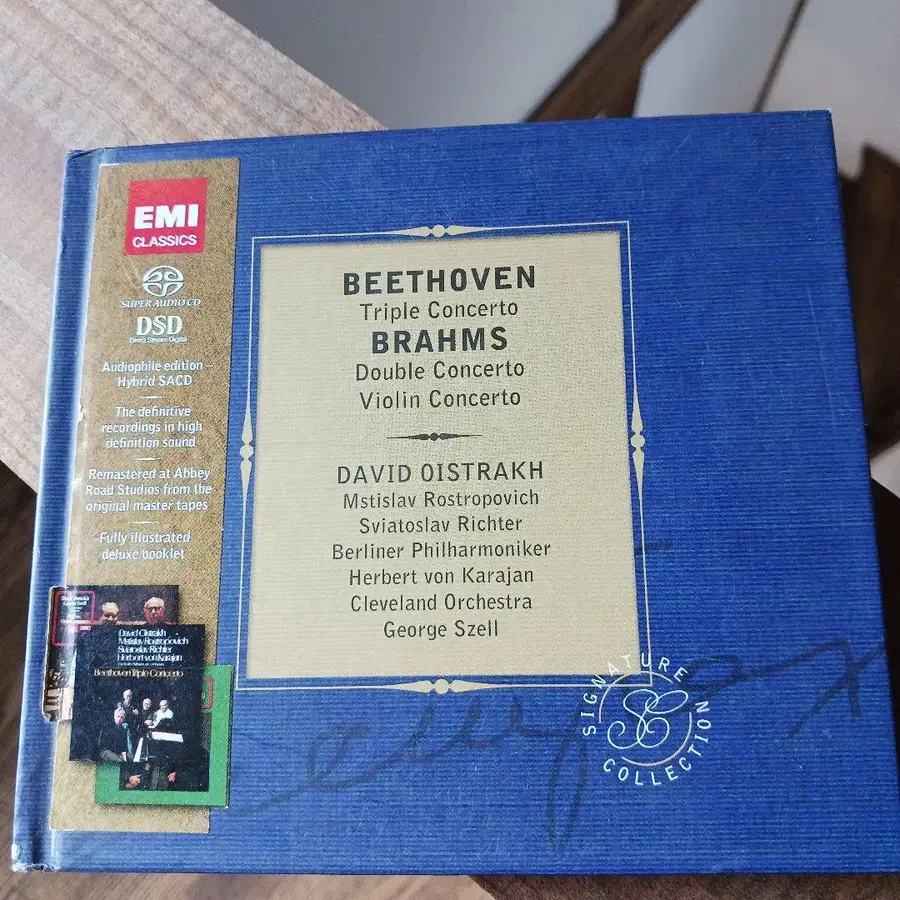 EMI
CLASSICS
SUPER AUDIO CD
DSD
Direct Stream Digital
Audiophile edition –
Hybrid SACD
The definitive
recordings in high
definition sound
Remastered at Abbey
Road Studios from the
original master tapes
Fully illustrated
deluxe booklet
David Oistrakh
Mstislav Rostropovich
Sviatoslav Richter
Herbert von Karajan
Beethoven Triple Concerto
BEETHOVEN
Triple Concerto
BRAHMS
Double Concerto
Violin Concerto
DAVID OISTRAKH
Mstislav Rostropovich
Sviatoslav Richter
Berliner Philharmoniker
Herbert von Karajan
Cleveland Orchestra
George Szell
SIGNATURE
SC
COLLECTION